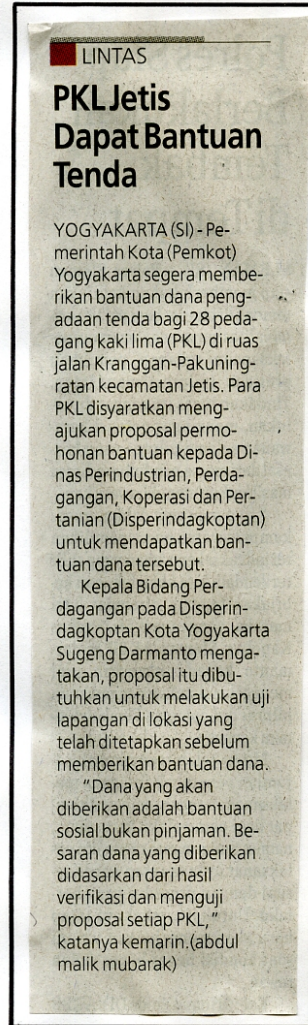 LINTAS
PKL Jetis
Dapat Bantuan
Tenda
YOGYAKARTA (SI) - Pe-
merintah Kota (Pemkot)
Yogyakarta segera membe-
rikan bantuan dana peng-
adaan tenda bagi 28 peda-
gang kaki lima (PKL) di ruas
jalan Kranggan-Pakuning-
ratan kecamatan Jetis. Para
PKL disyaratkan meng-
ajukan proposal permo-
honan bantuan kepada Di-
nas Perindustrian, Perda-
gangan, Koperasi dan Per-
tanian (Disperindagkoptan)
untuk mendapatkan ban-
tuan dana tersebut.
Kepala Bidang Per-
dagangan pada Disperin-
dagkoptan Kota Yogyakarta
Sugeng Darmanto menga-
takan, proposal itu dibu-
tuhkan untuk melakukan uji
lapangan di lokasi yang
telah ditetapkan sebelum
memberikan bantuan dana.
"Dana yang akan
diberikan adalah bantuan
sosial bukan pinjaman. Be-
saran dana yang diberikan
didasarkan dari hasil
verifikasi dan menguji
proposal setiap PKL,"
katanya kemarin.(abdul
malik mubarak)